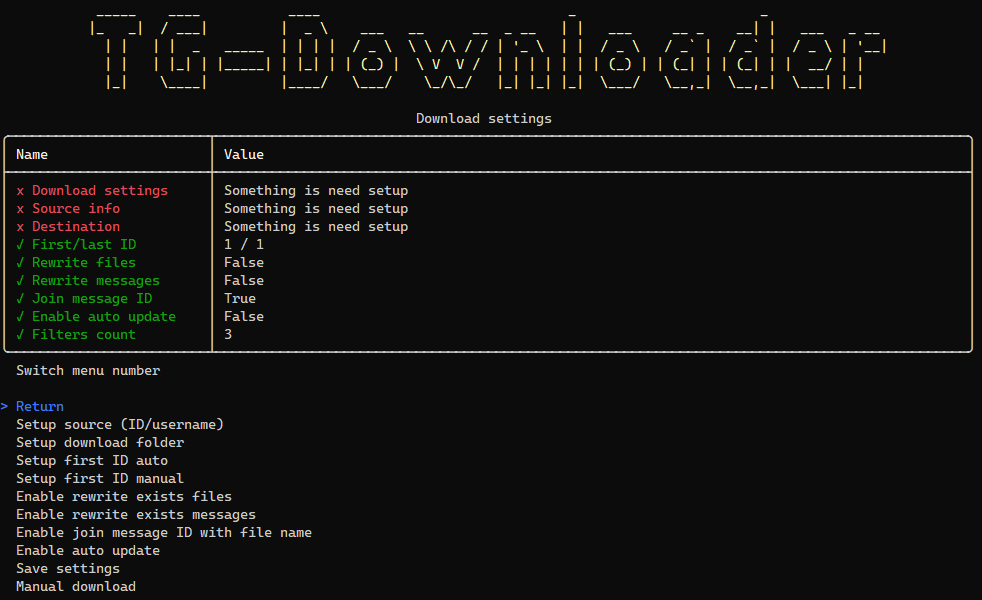 TG-Downloader
Download settings
Name Value
x Download settings Something is need setup
x Source info Something is need setup
x Destination Something is need setup
√ First/last ID 1 / 1
√ Rewrite files False
√ Rewrite messages False
√ Join message ID True
√ Enable auto update False
√ Filters count 3
Switch menu number
> Return
Setup source (ID/username)
Setup download folder
Setup first ID auto
Setup first ID manual
Enable rewrite exists files
Enable rewrite exists messages
Enable join message ID with file name
Enable auto update
Save settings
Manual download